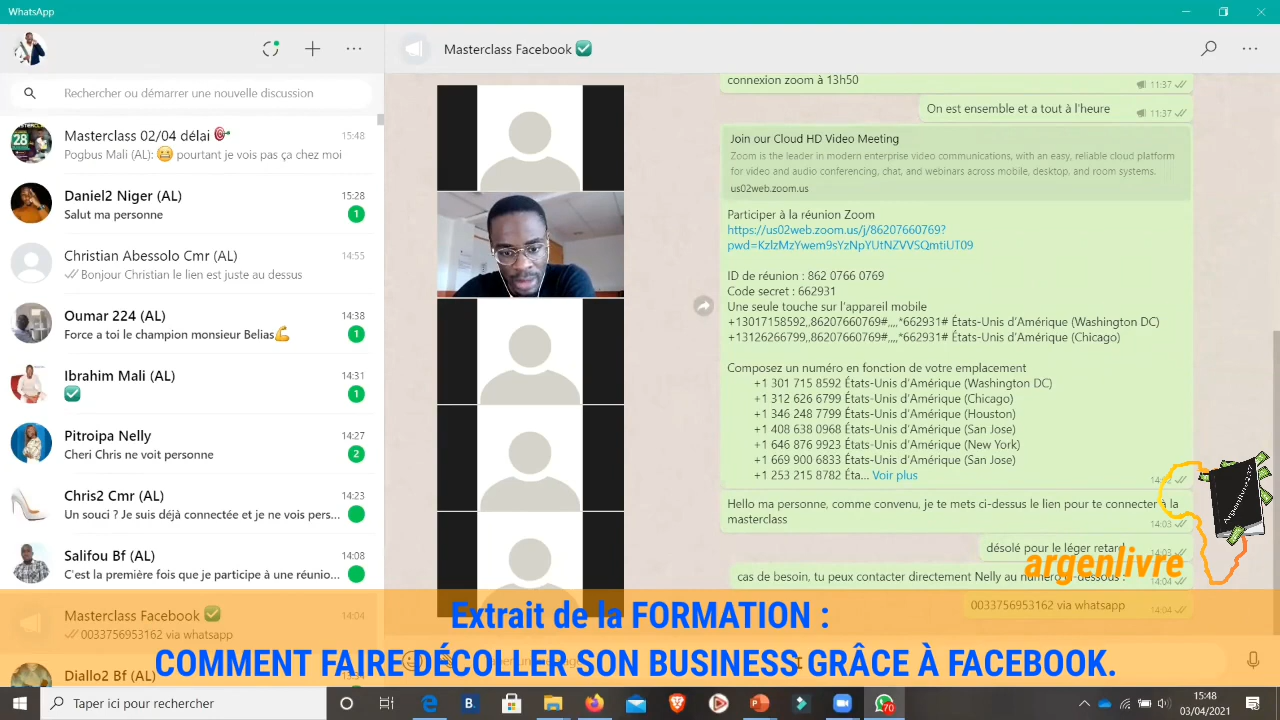 WhatsApp
Masterclass Facebook ✅
Rechercher ou démarrer une nouvelle discussion
Masterclass 02/04 délai 🎯 15:48
Pogbus Mali (AL): 😬 pourtant je vois pas ça chez moi
Daniel2 Niger (AL) 15:28
Salut ma personne 1
Christian Abessolo Cmr (AL) 14:55
Bonjour Christian le lien est juste au dessus
Oumar 224 (AL) 14:38
Force a toi le champion monsieur Belias💪 1
Ibrahim Mali (AL) 14:31
✅ 1
Pitroipa Nelly 14:27
Cheri Chris ne voit personne 2
Chris2 Cmr (AL) 14:23
Un souci ? Je suis déjà connectée et je ne vois pers...
Salifou Bf (AL) 14:08
C'est la première fois que je participe à une réunio...
Masterclass Facebook ✅ 14:04
0033756953162 via whatsapp
Diallo2 Bf (AL)
connexion zoom à 13h50
11:37
On est ensemble et a tout à l'heure
11:37
Join our Cloud HD Video Meeting
Zoom is the leader in modern enterprise video communications, with an easy, reliable cloud platform
for video and audio conferencing, chat, and webinars across mobile, desktop, and room systems.
us02web.zoom.us
Participer à la réunion Zoom
https://us02web.zoom.us/j/86207660769?
pwd=KzlzMzYwem9sYzNpYUtNZVVSQmtiUT09
ID de réunion : 862 0766 0769
Code secret : 662931
Une seule touche sur l'appareil mobile
+13017158592,,86207660769#,,,,*662931# États-Unis d'Amérique (Washington DC)
+13126266799,,86207660769#,,,,*662931# États-Unis d'Amérique (Chicago)
Composez un numéro en fonction de votre emplacement
+1 301 715 8592 États-Unis d'Amérique (Washington DC)
+1 312 626 6799 États-Unis d'Amérique (Chicago)
+1 346 248 7799 États-Unis d'Amérique (Houston)
+1 408 638 0968 États-Unis d'Amérique (San Jose)
+1 646 876 9923 États-Unis d'Amérique (New York)
+1 669 900 6833 États-Unis d'Amérique (San Jose)
+1 253 215 8782 Éta... Voir plus
Hello ma personne, comme convenu, je te mets ci-dessus le lien pour te connecter à la
masterclass
14:03
désolé pour le léger retard
14:03
argenlivre
cas de besoin, tu peux contacter directement Nelly au numéro ci-dessous :
14:04
0033756953162 via whatsapp
14:04
Extrait de la FORMATION :
COMMENT FAIRE DÉCOLLER SON BUSINESS GRÂCE À FACEBOOK.
Taper ici pour rechercher
B.
70
15:48
03/04/2021